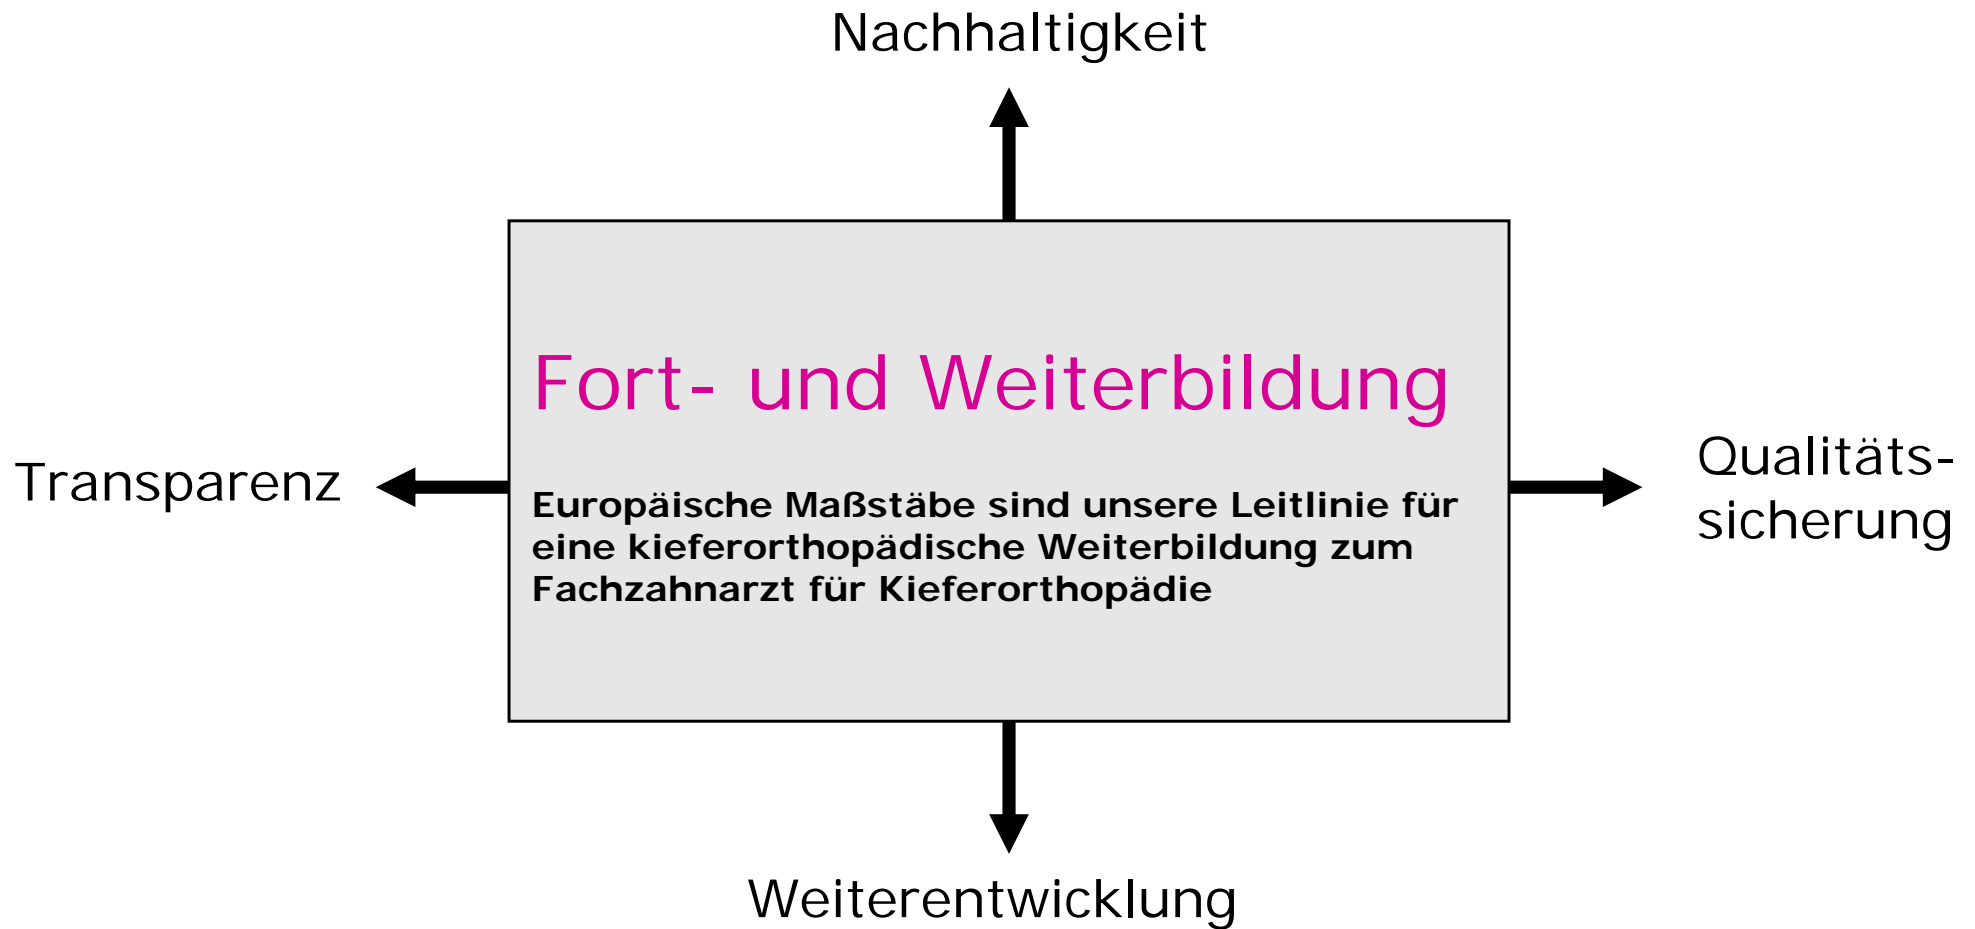 Nachhaltigkeit
Fort- und Weiterbildung
Transparenz
Europäische Maßstäbe sind unsere Leitlinie für
eine kieferorthopädische Weiterbildung zum
Fachzahnarzt für Kieferorthopädie
Qualitäts-
sicherung
Weiterentwicklung